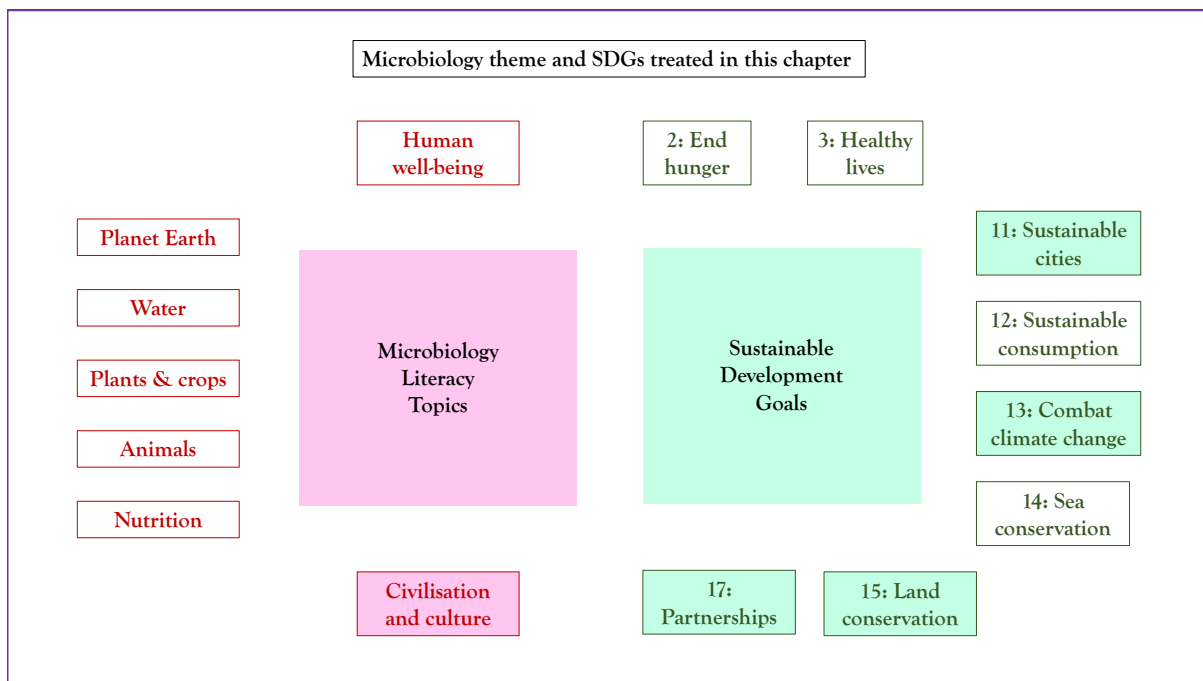 Microbiology theme and SDGs treated in this chapter
Human
well-being
2: End
hunger
3: Healthy
lives
Planet Earth
Water
Plants & crops
Animals
Nutrition
Microbiology
Literacy
Topics
Sustainable
Development
Goals
11: Sustainable
cities
12: Sustainable
consumption
13: Combat
climate change
14: Sea
conservation
Civilisation
and culture
17:
Partnerships
15: Land
conservation